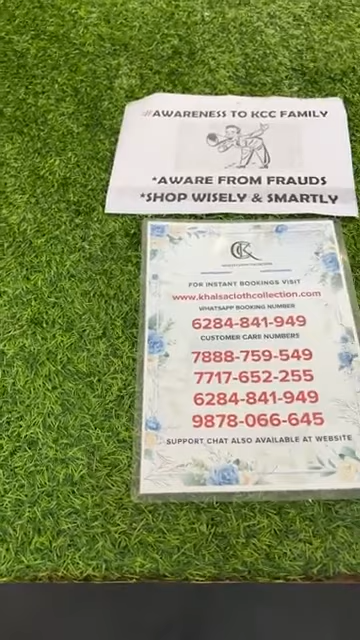 #AWARENESS TO KCC FAMILY
*AWARE FROM FRAUDS
*SHOP WISELY & SMARTLY
FOR INSTANT BOOKINGS VISIT
www.khalsaclothcollection.com
WHATSAPP BOOKING NUMBER
6284-841-949
CUSTOMER CARE NUMBERS
7888-759-549
7717-652-255
6284-841-949
9878-066-645
SUPPORT CHAT ALSO AVAILABLE AT WEBSITE